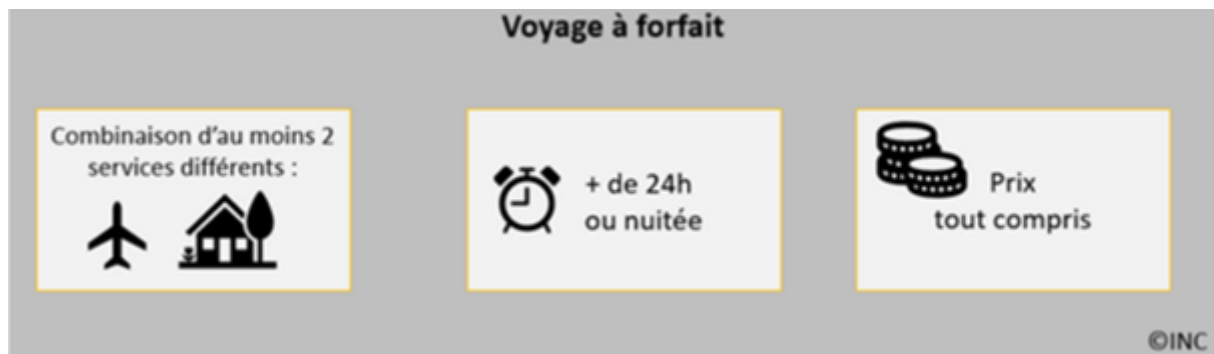 Voyage à forfait
Combinaison d'au moins 2
services différents :
+ de 24h
ou nuitée
Prix
tout compris
©INC